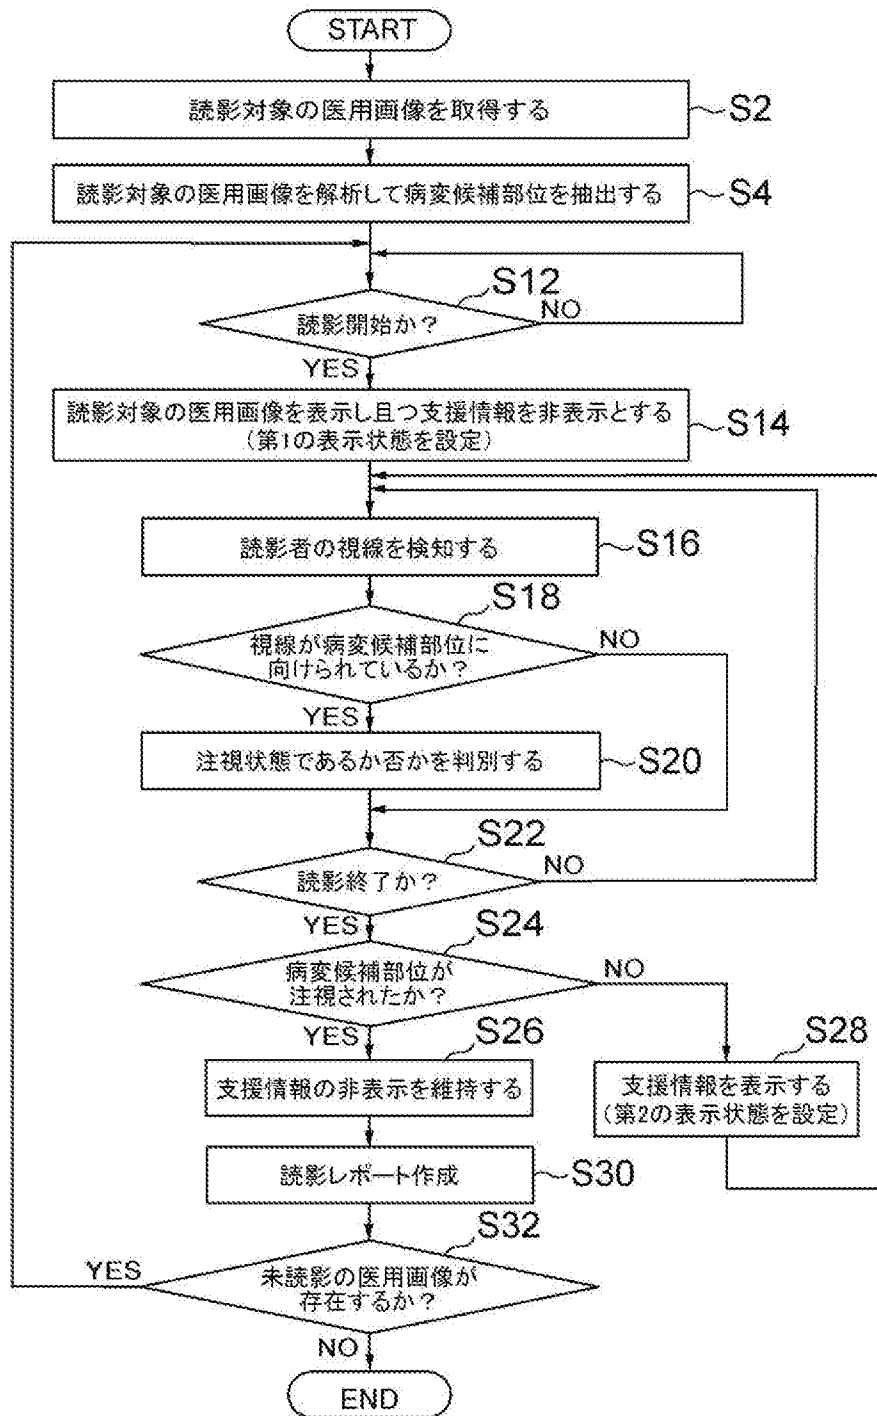 START
読影対象の医用画像を取得する
S2
読影対象の医用画像を解析して病変候補部位を抽出する
S4
S12
読影開始か？
NO
YES
読影対象の医用画像を表示し且つ支援情報を非表示とする
(第1の表示状態を設定)
S14
読影者の視線を検知する
S16
S18
視線が病変候補部位に
向けられているか？
NO
YES
注視状態であるか否かを判別する
S20
S22
読影終了か？
NO
YES
S24
病変候補部位が
注視されたか？
NO
YES
S26
支援情報の非表示を維持する
S28
支援情報を表示する
(第2の表示状態を設定)
読影レポート作成
S30
S32
YES
未読影の医用画像が
存在するか？
NO
END